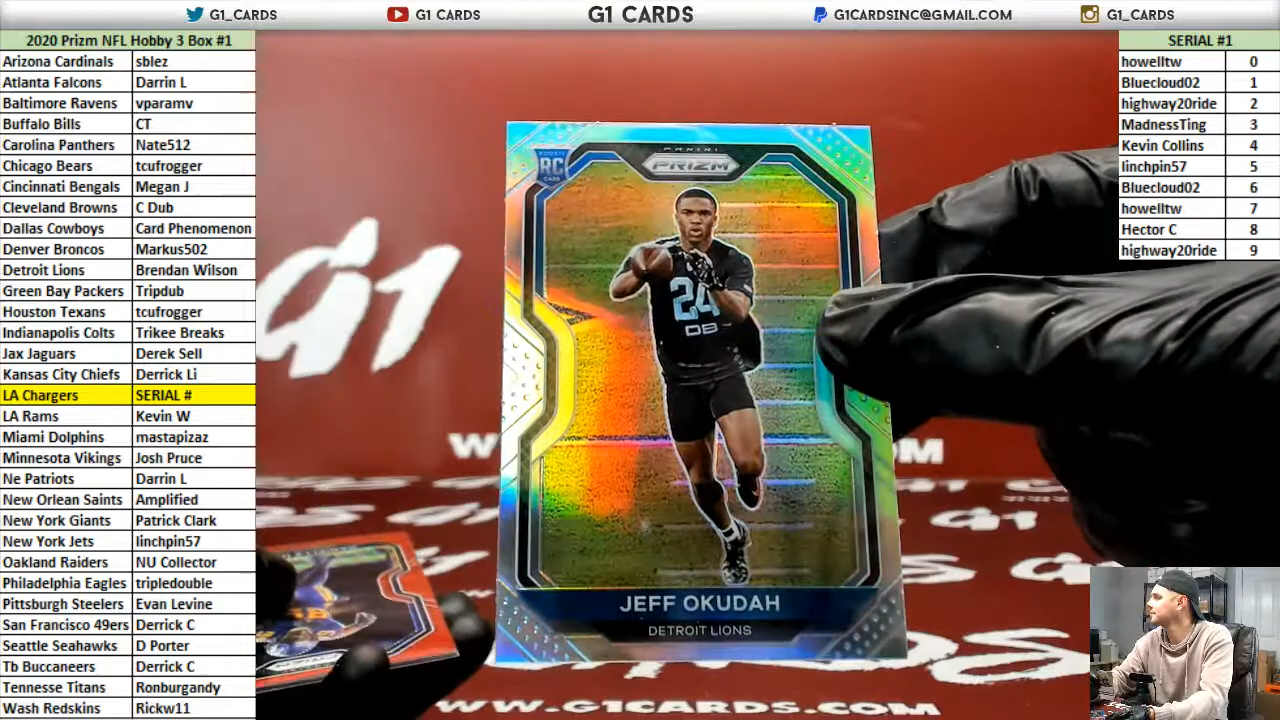 G1_CARDS G1 CARDS G1 CARDS G1CARDSINC@GMAIL.COM G1_CARDS
2020 Prizm NFL Hobby 3 Box #1
Arizona Cardinals sblez
Atlanta Falcons Darrin L
Baltimore Ravens vparamv
Buffalo Bills CT
Carolina Panthers Nate512
Chicago Bears tcufrogger
Cincinnati Bengals Megan J
Cleveland Browns C Dub
Dallas Cowboys Card Phenomenon
Denver Broncos Markus502
Detroit Lions Brendan Wilson
Green Bay Packers Tripdub
Houston Texans tcufrogger
Indianapolis Colts Trikee Breaks
Jax Jaguars Derek Sell
Kansas City Chiefs Derrick Li
LA Chargers SERIAL #
LA Rams Kevin W
Miami Dolphins mastapizaz
Minnesota Vikings Josh Pruce
Ne Patriots Darrin L
New Orlean Saints Amplified
New York Giants Patrick Clark
New York Jets linchpin57
Oakland Raiders NU Collector
Philadelphia Eagles tripledouble
Pittsburgh Steelers Evan Levine
San Francisco 49ers Derrick C
Seattle Seahawks D Porter
Tb Buccaneers Derrick C
Tennesse Titans Ronburgandy
Wash Redskins Rickw11
SERIAL #1
howelltw 0
Bluecloud02 1
highway20ride 2
MadnessTing 3
Kevin Collins 4
linchpin57 5
Bluecloud02 6
howelltw 7
Hector C 8
highway20ride 9
PANINI
PRIZM
ROOKIE
RC
CARD
24
DB
JEFF OKUDAH
DETROIT LIONS
G1
G1
WWW.G1CARDS.COM